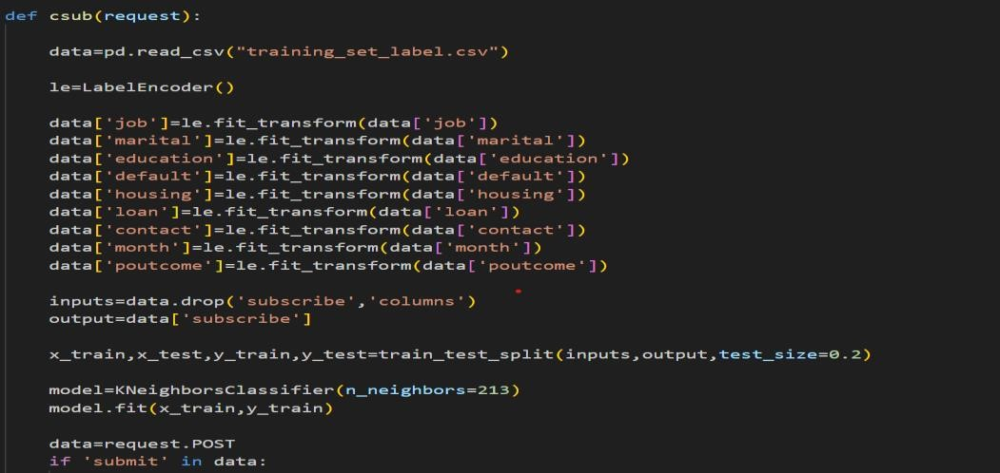 def csub(request):
data=pd.read_csv("training_set_label.csv")
le=LabelEncoder()
data['job']=le.fit_transform(data['job'])
data['marital']=le.fit_transform(data['marital'])
data['education']=le.fit_transform(data['education'])
data['default']=le.fit_transform(data['default'])
data['housing']=le.fit_transform(data['housing'])
data['loan']=le.fit_transform(data['loan'])
data['contact']=le.fit_transform(data['contact'])
data['month']=le.fit_transform(data['month'])
data['poutcome']=le.fit_transform(data['poutcome'])
inputs=data.drop('subscribe','columns')
output=data['subscribe']
x_train,x_test,y_train,y_test=train_test_split(inputs,output,test_size=0.2)
model=KNeighborsClassifier(n_neighbors=213)
model.fit(x_train,y_train)
data=request.POST
if 'submit' in data: